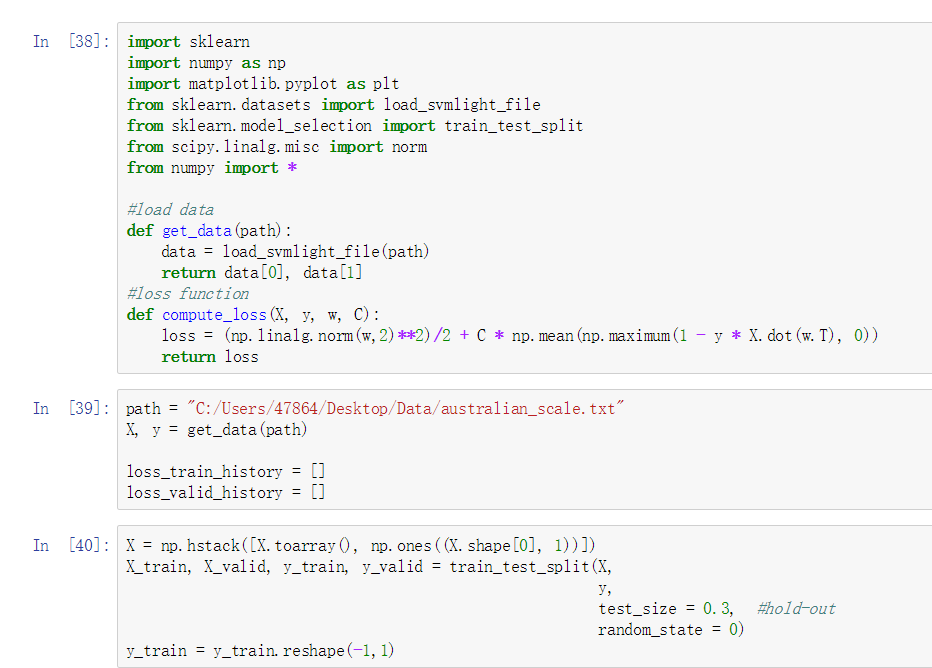 In [38]: import sklearn
import numpy as np
import matplotlib.pyplot as plt
from sklearn.datasets import load_svmlight_file
from sklearn.model_selection import train_test_split
from scipy.linalg.misc import norm
from numpy import *
#load data
def get_data(path):
    data = load_svmlight_file(path)
    return data[0], data[1]
#loss function
def compute_loss(X, y, w, C):
    loss = (np.linalg.norm(w,2)**2)/2 + C * np.mean(np.maximum(1 - y * X.dot(w.T), 0))
    return loss
In [39]: path = "C:/Users/47864/Desktop/Data/australian_scale.txt"
X, y = get_data(path)
loss_train_history = []
loss_valid_history = []
In [40]: X = np.hstack([X.toarray(), np.ones((X.shape[0], 1))])
X_train, X_valid, y_train, y_valid = train_test_split(X,
y,
test_size = 0.3,  #hold-out
random_state = 0)
y_train = y_train.reshape(-1,1)